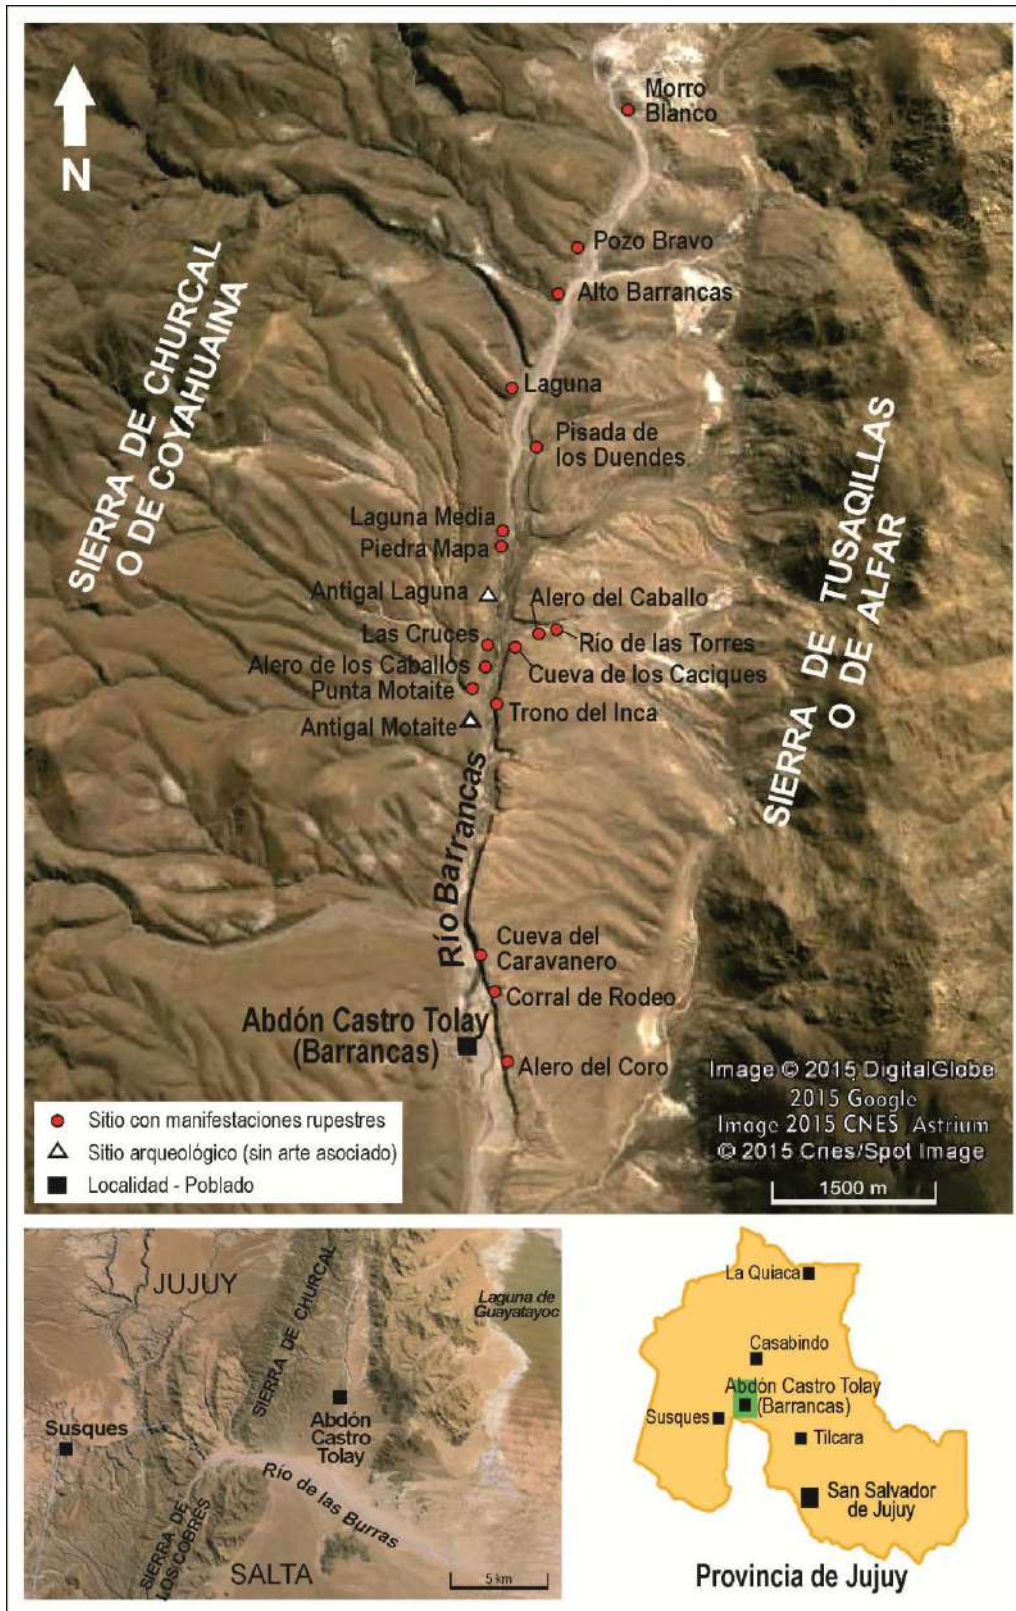 N
Morro
Blanco
Pozo Bravo
Alto Barrancas
SIERRA DE CHURCAL
O DE COYAHUAINA
Laguna
Pisada de
los Duendes
SIERRA DE TUSAQILLAS
O DE ALFAR
Laguna Media
Piedra Mapa
Antigal Laguna
Alero del Caballo
Las Cruces
Río de las Torres
Alero de los Caballos
Cueva de los Caciques
Punta Motaite
Trono del Inca
Antigal Motaite
Río Barrancas
Cueva del
Caravanero
Corral de Rodeo
Abdón Castro Tolay
(Barrancas)
Alero del Coro
Image © 2015 DigitalGlobe
2015 Google
Image 2015 CNES Astrium
© 2015 Cnes/Spot Image
1500 m
Sitio con manifestaciones rupestres
Sitio arqueológico (sin arte asociado)
Localidad - Poblado
JUJUY
SIERRA DE CHURCAL
Laguna de
Guayatayoc
Susques
Abdón
Castro
Tolay
Río de las Burras
SIERRA DE
LOS COBRES
SALTA
5 km
La Quiaca
Casabindo
Abdón Castro Tolay
(Barrancas)
Susques
Tilcara
San Salvador
de Jujuy
Provincia de Jujuy